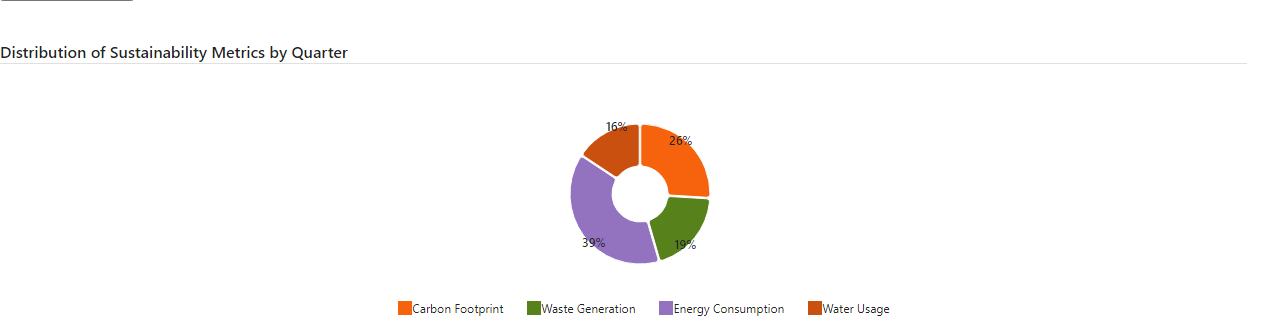 Distribution of Sustainability Metrics by Quarter
16%
26%
39%
19%
Carbon Footprint Waste Generation Energy Consumption Water Usage